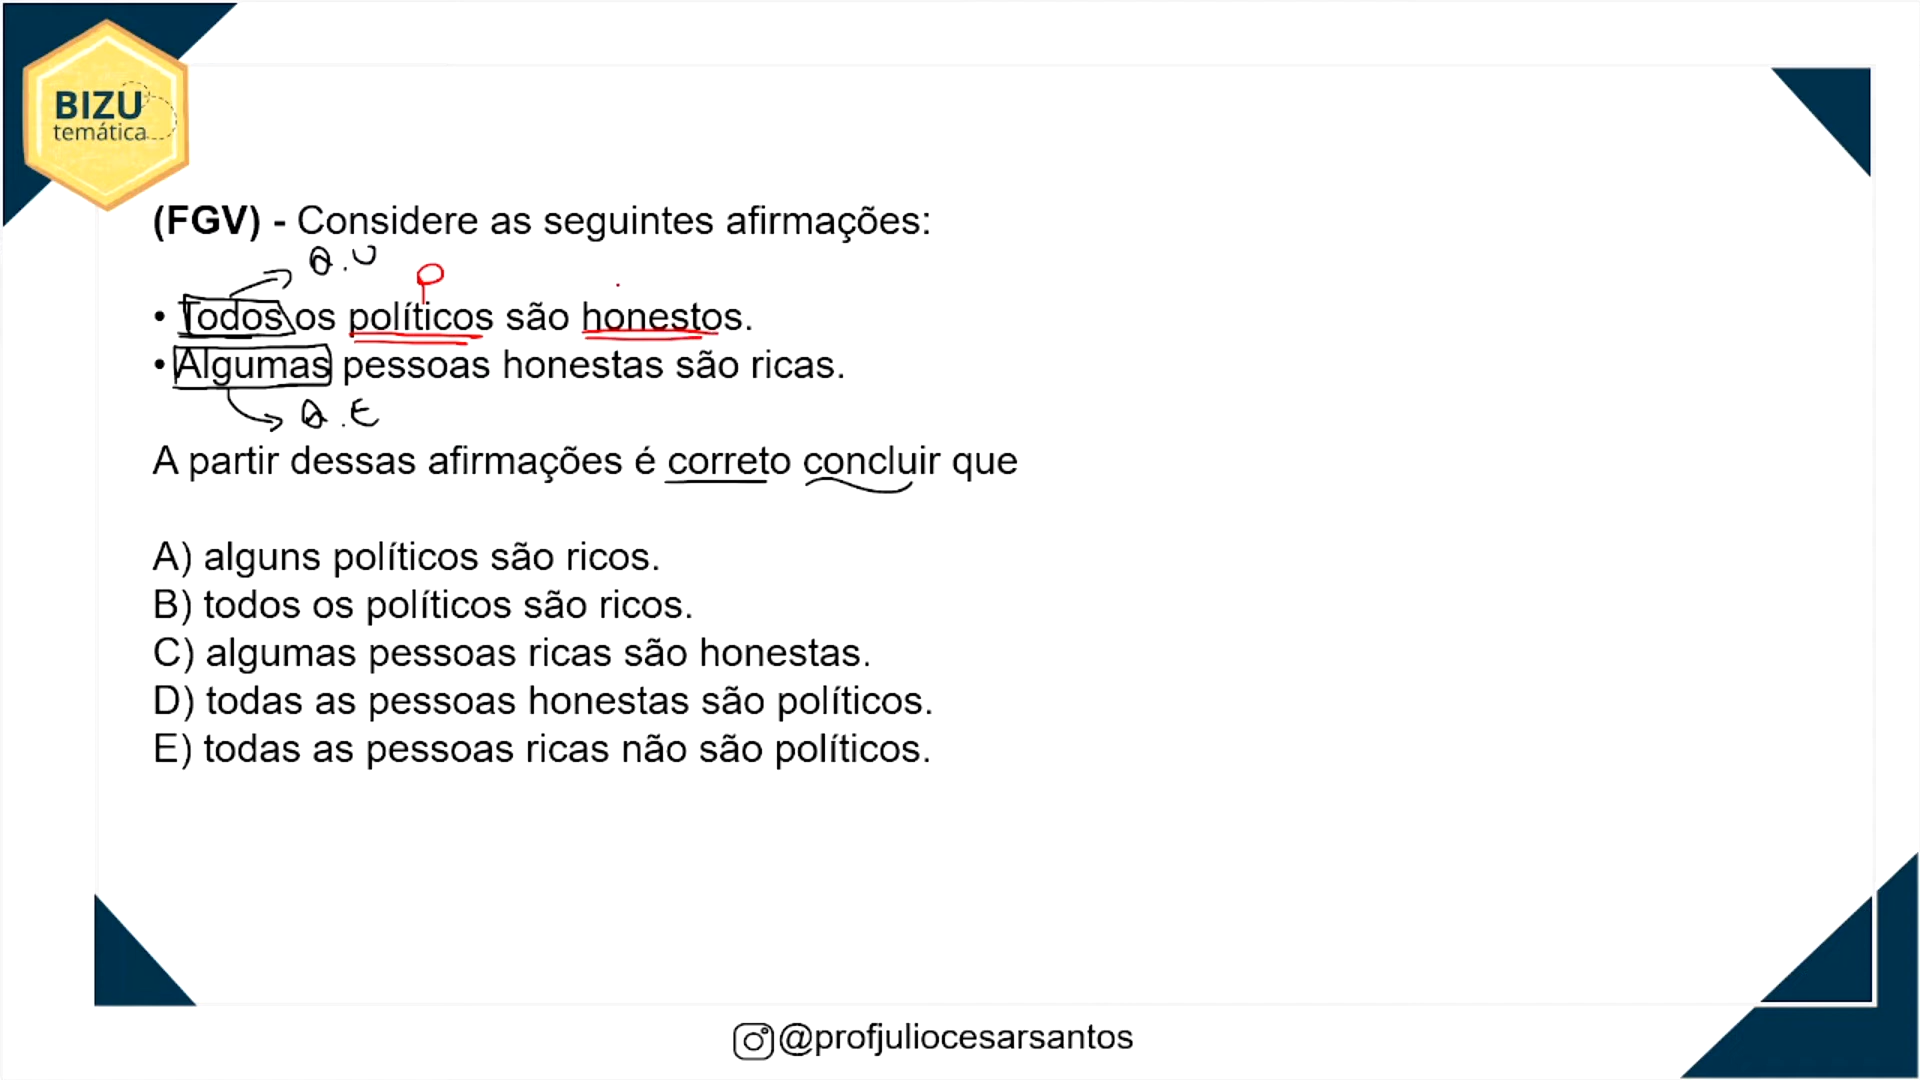 BIZU
temática
(FGV) - Considere as seguintes afirmações:
Q.U
P
• Todos os políticos são honestos.
• Algumas pessoas honestas são ricas.
Q.E
A partir dessas afirmações é correto concluir que
A) alguns políticos são ricos.
B) todos os políticos são ricos.
C) algumas pessoas ricas são honestas.
D) todas as pessoas honestas são políticos.
E) todas as pessoas ricas não são políticos.
@profjuliocesarsantos